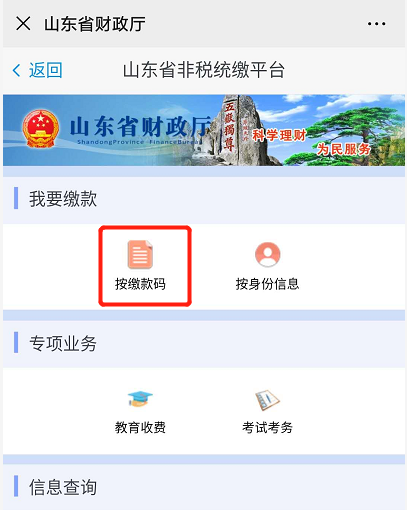 山东省财政厅
返回
山东省非税统缴平台
山东省财政厅
ShandongProvince·FinanceBureau
五嶽獨尊
科学理财
为民服务
我要缴款
按缴款码
按身份信息
专项业务
教育收费
考试考务
信息查询